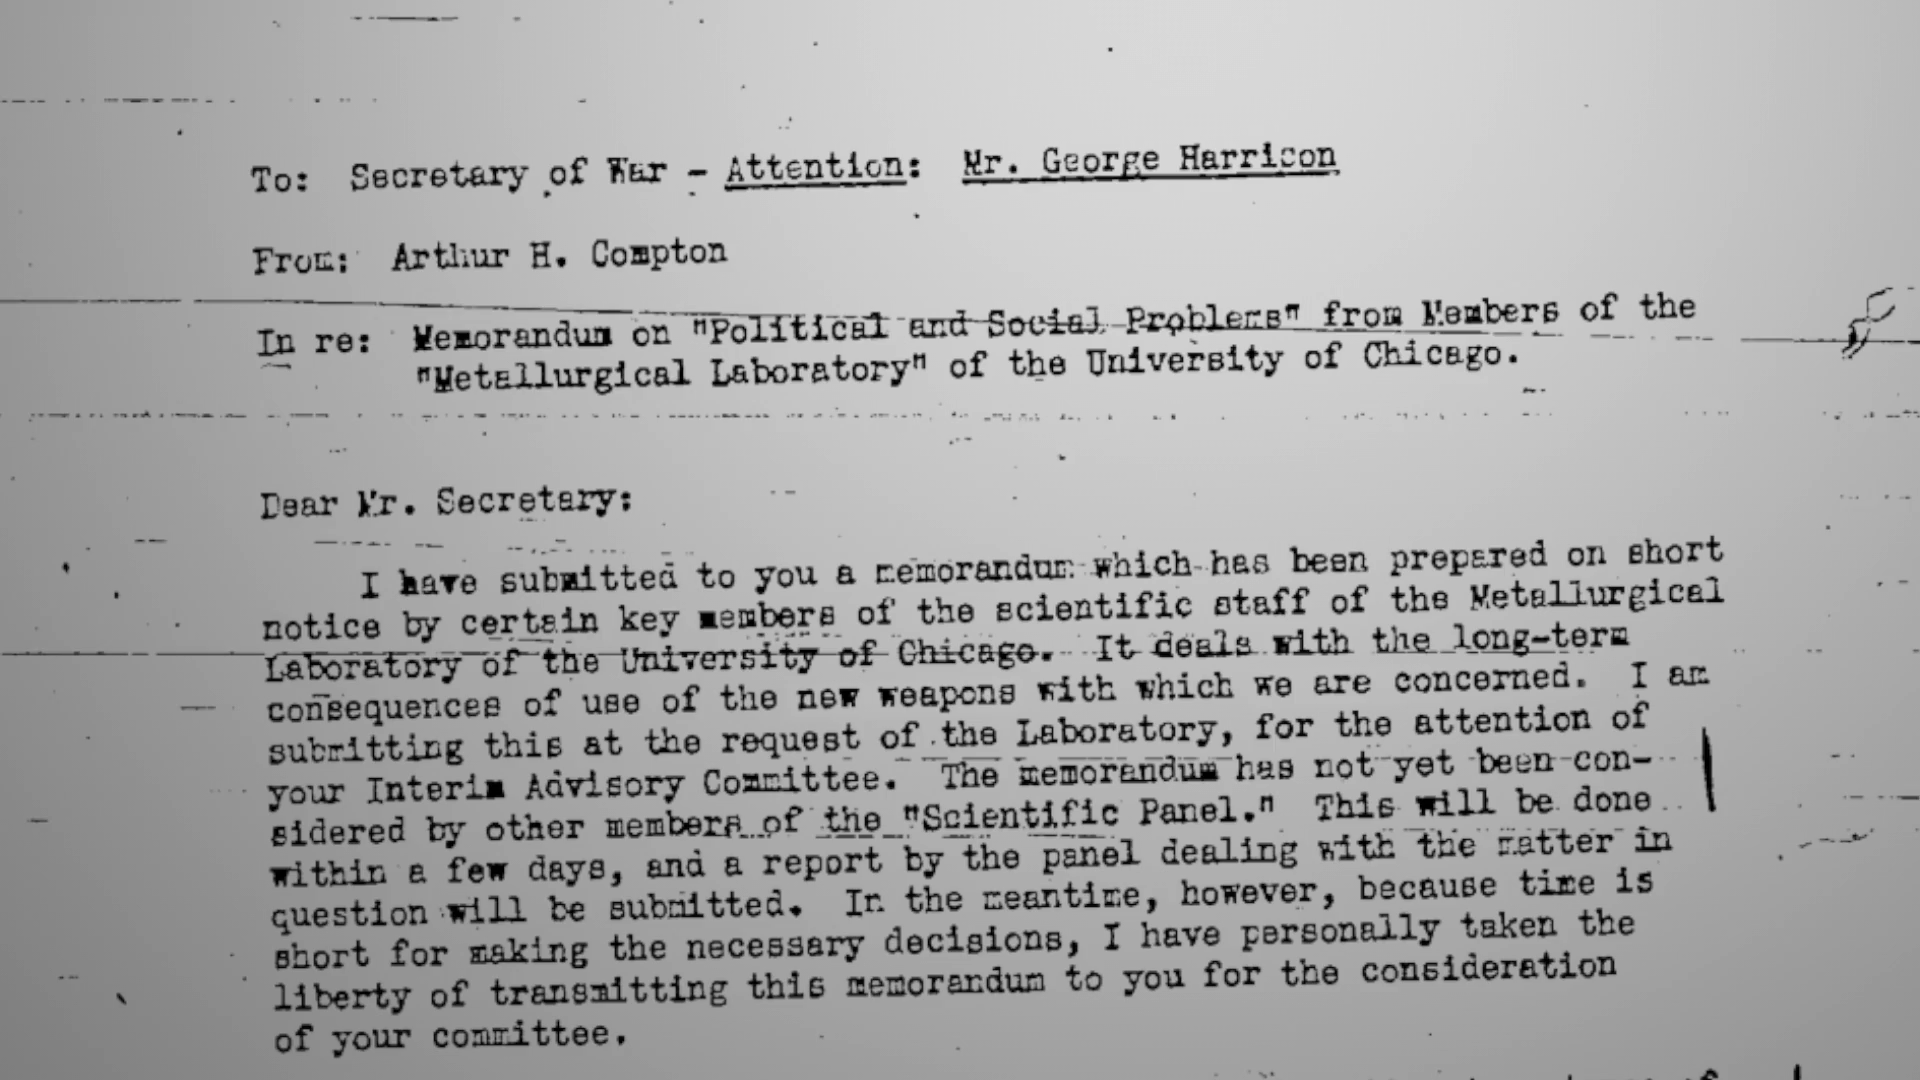 To: Secretary of War - Attention: Mr. George Harrison
From: Arthur H. Compton
In re: Memorandum on "Political and Social Problems" from Members of the
"Metallurgical Laboratory" of the University of Chicago.
Dear Mr. Secretary:
I have submitted to you a memorandum which has been prepared on short
notice by certain key members of the scientific staff of the Metallurgical
Laboratory of the University of Chicago. It deals with the long-term
consequences of use of the new weapons with which we are concerned. I am
submitting this at the request of the Laboratory, for the attention of
your Interim Advisory Committee. The memorandum has not yet been con-
sidered by other members of the "Scientific Panel." This will be done
within a few days, and a report by the panel dealing with the matter in
question will be submitted. In the meantime, however, because time is
short for making the necessary decisions, I have personally taken the
liberty of transmitting this memorandum to you for the consideration
of your committee.